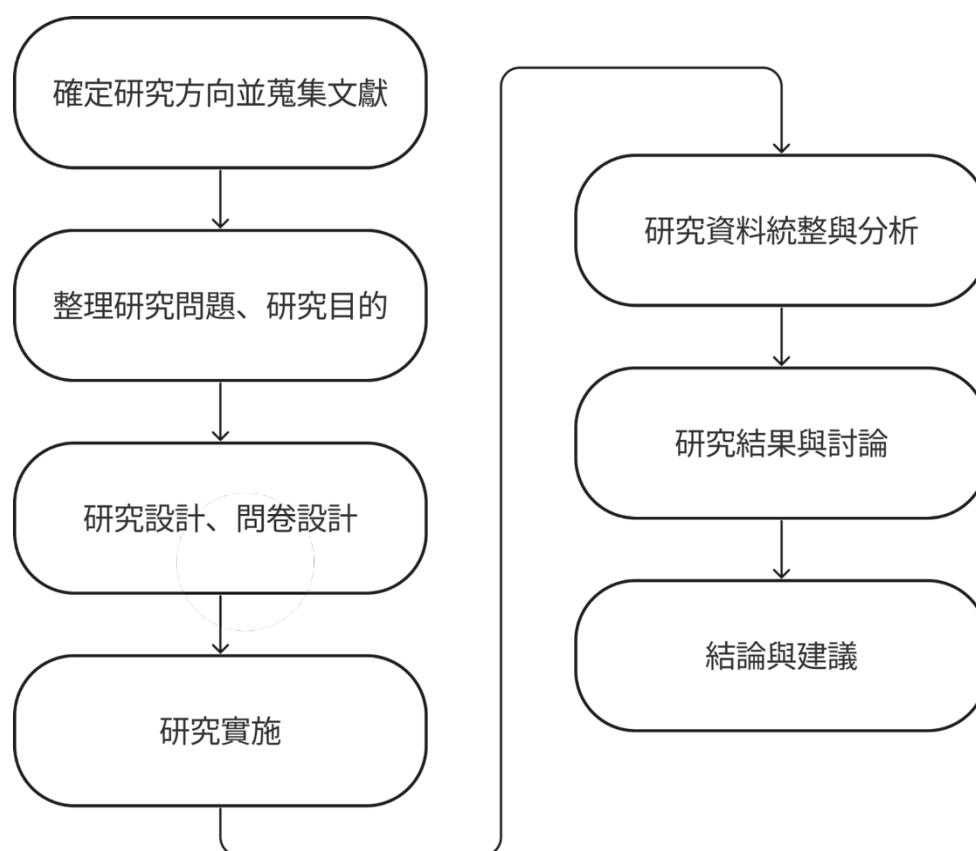 確定研究方向並蒐集文獻
整理研究問題、研究目的
研究設計、問卷設計
研究實施
研究資料統整與分析
研究結果與討論
結論與建議